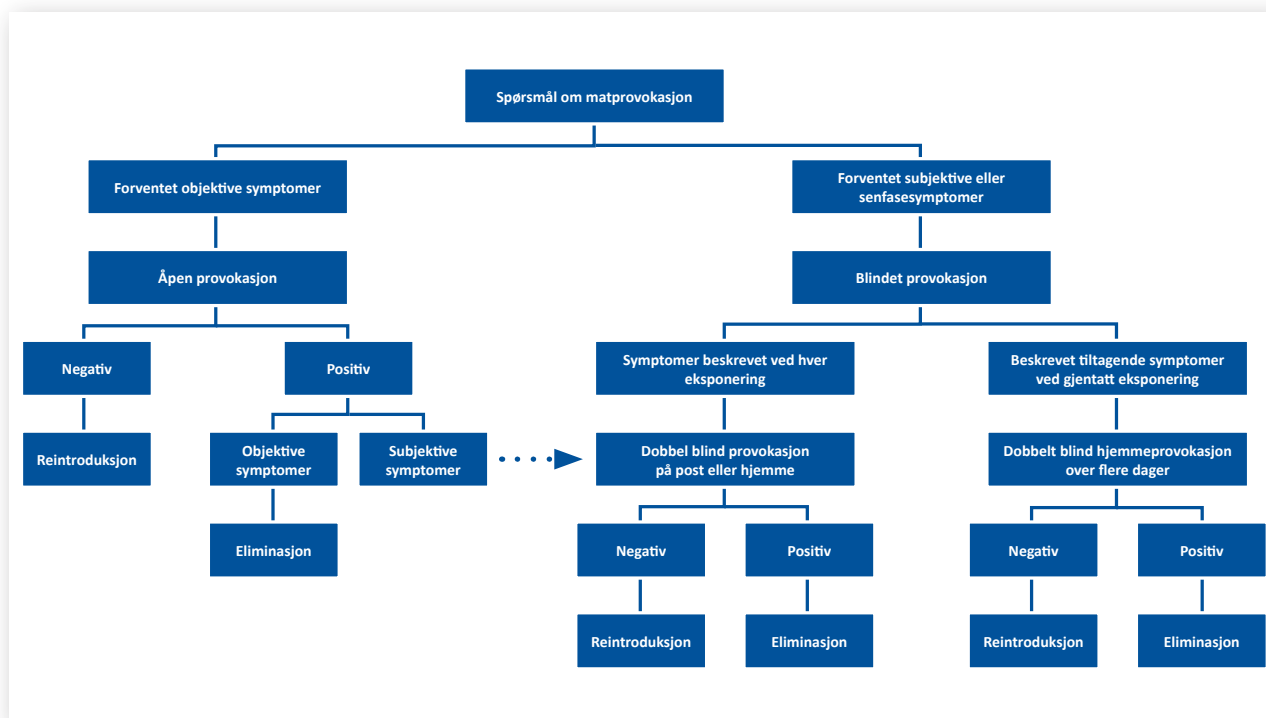 Spørsmål om matprovokasjon
Forventet objektive symptomer
Forventet subjektive eller
senfasesymptomer
Åpen provokasjon
Blindet provokasjon
Negativ
Positiv
Symptomer beskrevet ved hver
eksponering
Beskrevet tiltagende symptomer
ved gjentatt eksponering
Reintroduksjon
Objektive
symptomer
Subjektive
symptomer
Dobbel blind provokasjon
på post eller hjemme
Dobbelt blind hjemmeprovokasjon
over flere dager
Eliminasjon
Negativ
Positiv
Negativ
Positiv
Reintroduksjon
Eliminasjon
Reintroduksjon
Eliminasjon